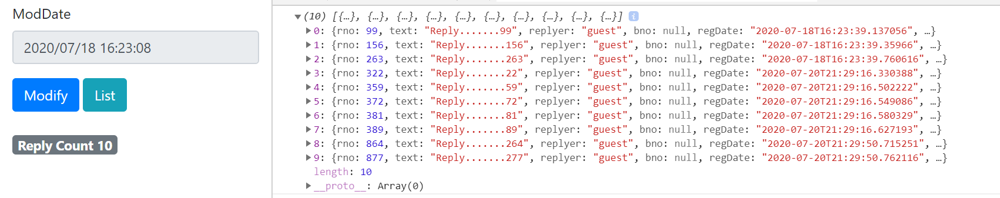 ModDate
2020/07/18 16:23:08
Modify List
Reply Count 10
(10) [{…}, {…}, {…}, {…}, {…}, {…}, {…}, {…}, {…}, {…}] i
0: {rno: 99, text: "Reply.......99", replyer: "guest", bno: null, regDate: "2020-07-18T16:23:39.137056", …}
1: {rno: 156, text: "Reply.......156", replyer: "guest", bno: null, regDate: "2020-07-18T16:23:39.35966", …}
2: {rno: 263, text: "Reply.......263", replyer: "guest", bno: null, regDate: "2020-07-18T16:23:39.760616", …}
3: {rno: 322, text: "Reply.......22", replyer: "guest", bno: null, regDate: "2020-07-20T21:29:16.330388", …}
4: {rno: 359, text: "Reply.......59", replyer: "guest", bno: null, regDate: "2020-07-20T21:29:16.502222", …}
5: {rno: 372, text: "Reply.......72", replyer: "guest", bno: null, regDate: "2020-07-20T21:29:16.549086", …}
6: {rno: 381, text: "Reply.......81", replyer: "guest", bno: null, regDate: "2020-07-20T21:29:16.580329", …}
7: {rno: 389, text: "Reply.......89", replyer: "guest", bno: null, regDate: "2020-07-20T21:29:16.627193", …}
8: {rno: 864, text: "Reply.......264", replyer: "guest", bno: null, regDate: "2020-07-20T21:29:50.715251", …}
9: {rno: 877, text: "Reply.......277", replyer: "guest", bno: null, regDate: "2020-07-20T21:29:50.762116", …}
length: 10
__proto__: Array(0)